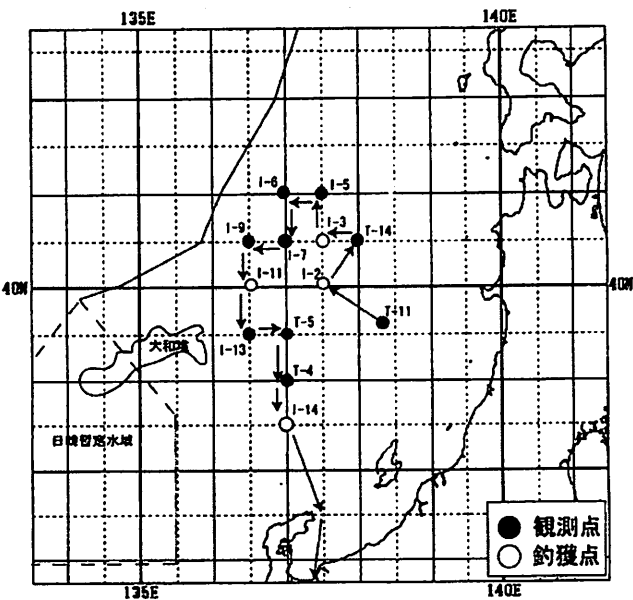 135E 140E
I-6 I-5
I-9 I-3 T-14
I-7
I-11 I-2
40N 40N
T-11
T-5
大和堆
I-13
T-4
I-14
日韓暫定水域
観測点
釣獲点
135E 140E